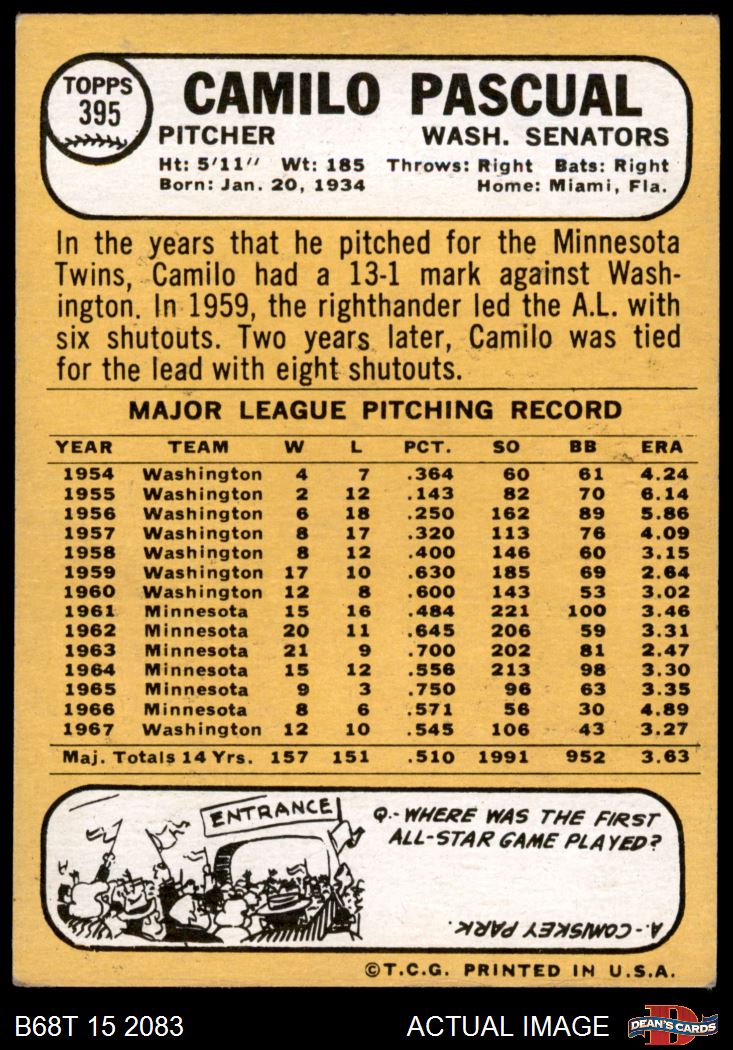 TOPPS
395
CAMILO PASCUAL
PITCHER WASH. SENATORS
Ht: 5'11" Wt: 185 Throws: Right Bats: Right
Born: Jan. 20, 1934 Home: Miami, Fla.
In the years that he pitched for the Minnesota
Twins, Camilo had a 13-1 mark against Wash-
ington. In 1959, the righthander led the A.L. with
six shutouts. Two years later, Camilo was tied
for the lead with eight shutouts.
MAJOR LEAGUE PITCHING RECORD
YEAR TEAM W L PCT. SO BB ERA
1954 Washington 4 7 .364 60 61 4.24
1955 Washington 2 12 .143 82 70 6.14
1956 Washington 6 18 .250 162 89 5.86
1957 Washington 8 17 .320 113 76 4.09
1958 Washington 8 12 .400 146 60 3.15
1959 Washington 17 10 .630 185 69 2.64
1960 Washington 12 8 .600 143 53 3.02
1961 Minnesota 15 16 .484 221 100 3.46
1962 Minnesota 20 11 .645 206 59 3.31
1963 Minnesota 21 9 .700 202 81 2.47
1964 Minnesota 15 12 .556 213 98 3.30
1965 Minnesota 9 3 .750 96 63 3.35
1966 Minnesota 8 6 .571 56 30 4.89
1967 Washington 12 10 .545 106 43 3.27
Maj. Totals 14 Yrs. 157 151 .510 1991 952 3.63
ENTRANCE
Q.-WHERE WAS THE FIRST
ALL-STAR GAME PLAYED?
A.-COMISKEY PARK.
©T.C.G. PRINTED IN U.S.A.
B68T 15 2083 ACTUAL IMAGE
D
DEAN'S CARDS